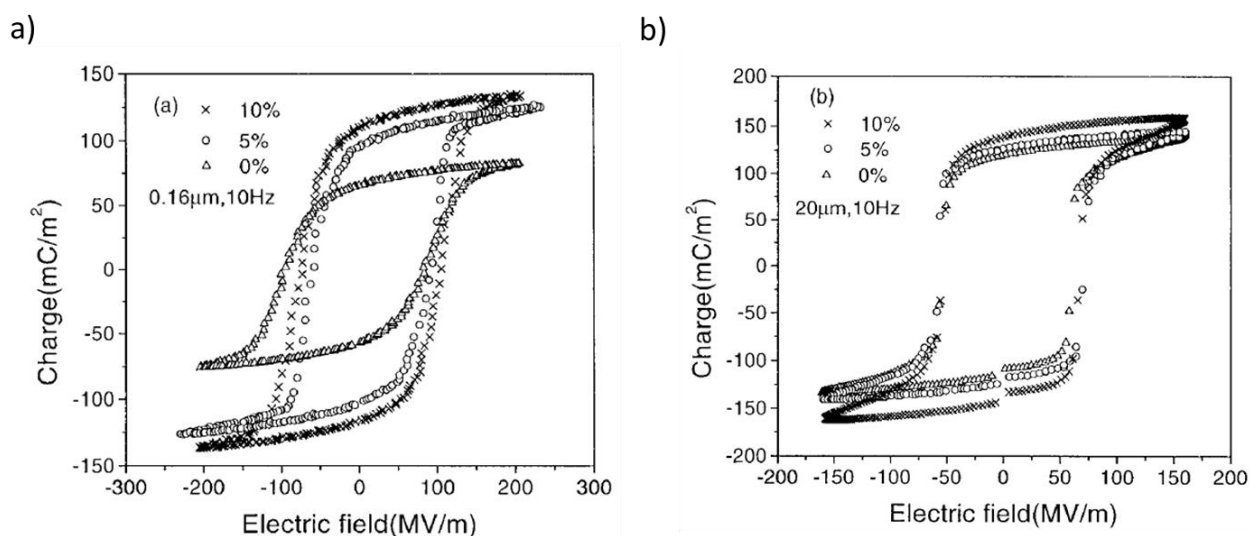 a)
Charge(mC/m²)
150
100
50
0
-50
-100
-150
(a)
× 10%
○ 5%
△ 0%
0.16μm,10Hz
-300 -200 -100 0 100 200 300
Electric field(MV/m)
b)
Charge(mC/m²)
200
150
100
50
0
-50
-100
-150
-200
(b)
× 10%
○ 5%
△ 0%
20μm,10Hz
-200 -150 -100 -50 0 50 100 150 200
Electric field(MV/m)